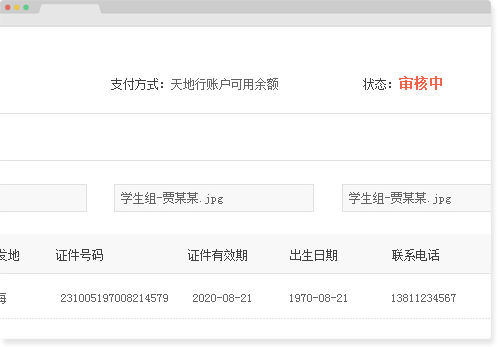 支付方式：天地行账户可用余额 状态：审核中
学生组-贾某某.jpg 学生组-贾某某.jpg
发地 证件号码 证件有效期 出生日期 联系电话
海 231005197008214579 2020-08-21 1970-08-21 13811234567